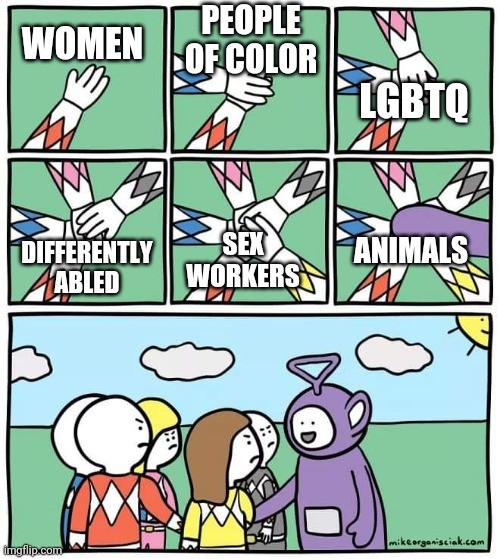 WOMEN
PEOPLE
OF COLOR
LGBTQ
DIFFERENTLY
ABLED
SEX
WORKERS
ANIMALS
mikeorganisciak.com
imgflip.com